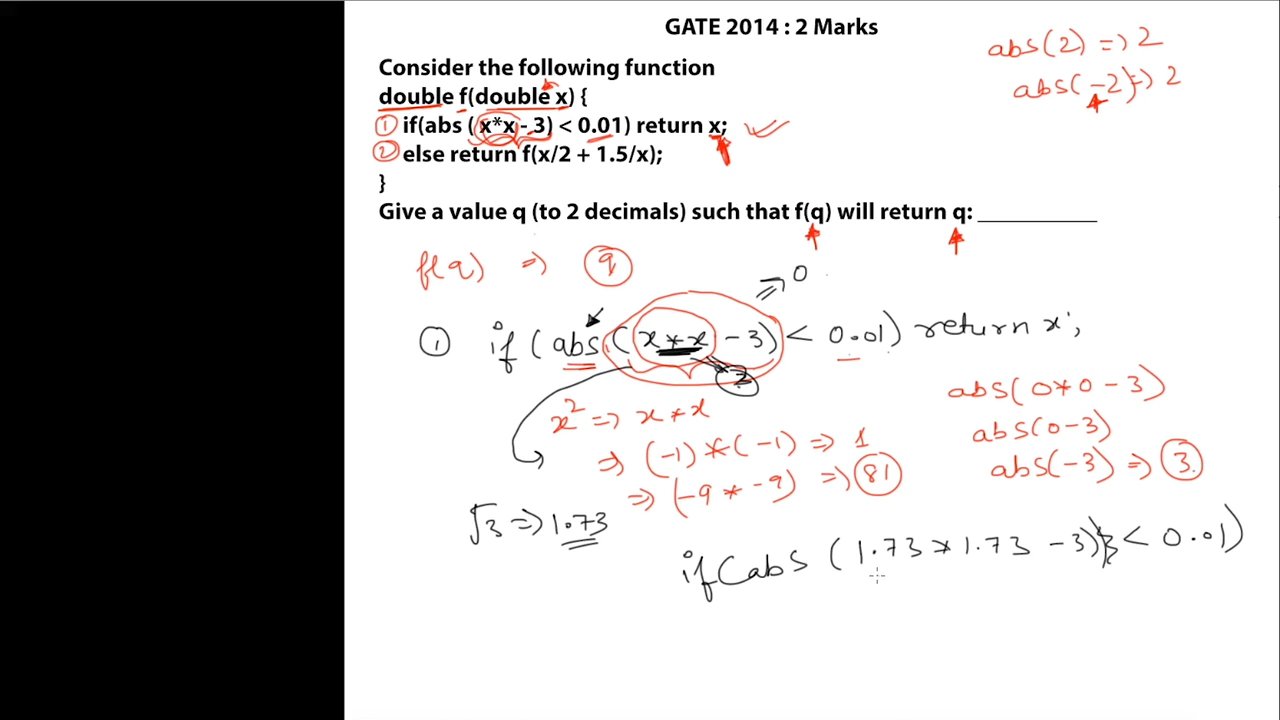 GATE 2014 : 2 Marks
abs(2) => 2
abs(-2) => 2
Consider the following function
double f(double x) {
① if(abs ( x*x - 3) < 0.01) return x;
② else return f(x/2 + 1.5/x);
}
Give a value q (to 2 decimals) such that f(q) will return q: __________
f(q) => q
=> 0
① if (abs (x*x - 3) < 0.01) return x;
3
x² => x * x
=> (-1) * (-1) => 1
=> (-9 * -9) => 81
abs(0*0 - 3)
abs(0-3)
abs(-3) => 3
√3 => 1.73
if(abs (1.73 * 1.73 - 3) < 0.01)